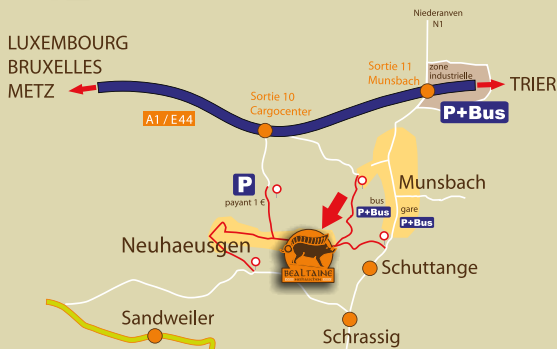 Niederanven
N1
LUXEMBOURG
BRUXELLES
METZ
Sortie 11
Munsbach
zone
industrielle
TRIER
Sortie 10
Cargocenter
A1/E44
P+Bus
P
payant 1 €
Munsbach
bus
P+Bus
gare
P+Bus
Neuhaeusgen
BEALTAINE
Schuttange
Sandweiler
Schrassig